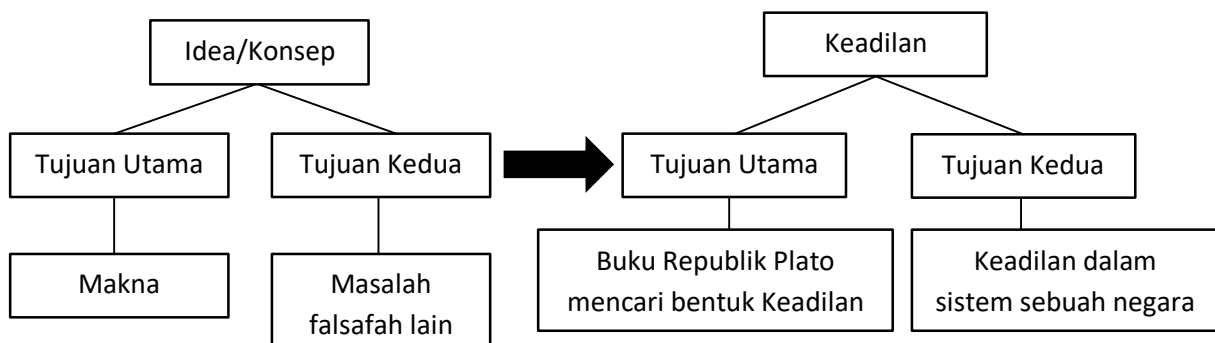 Idea/Konsep
Tujuan Utama
Tujuan Kedua
Makna
Masalah
falsafah lain
Keadilan
Tujuan Utama
Tujuan Kedua
Buku Republik Plato
mencari bentuk Keadilan
Keadilan dalam
sistem sebuah negara